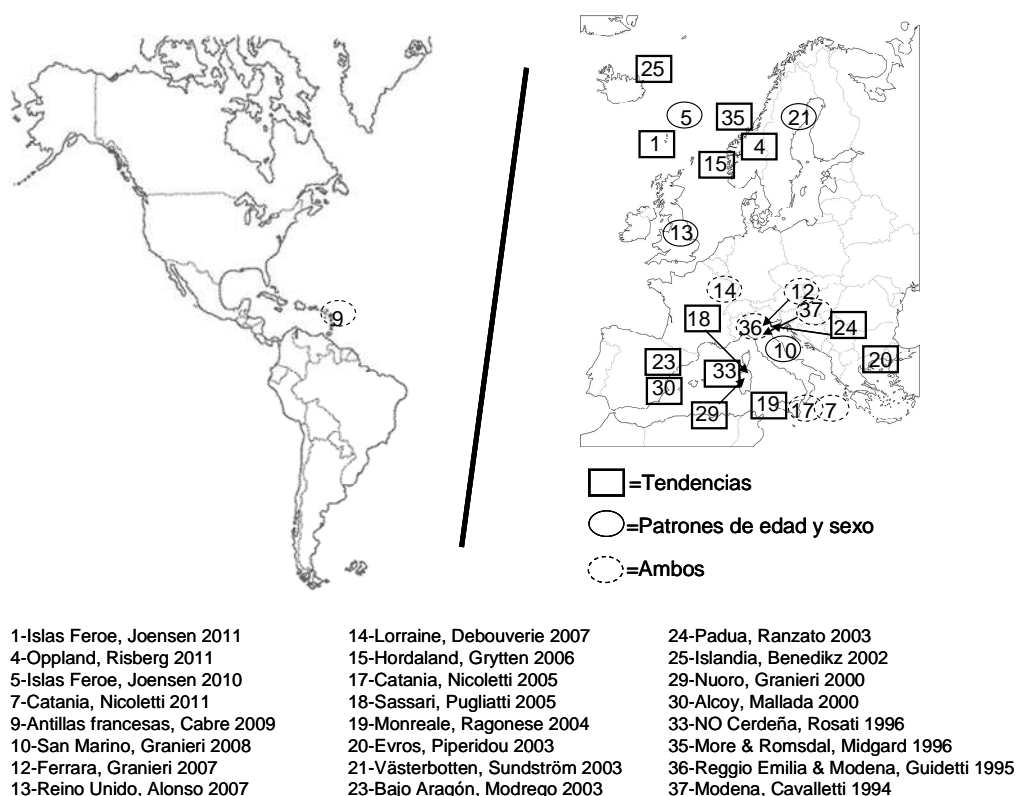 25
5
35
21
1
4
15
13
14
12
37
9
18
36
24
10
23
33
20
30
29
19
17
7
=Tendencias
=Patrones de edad y sexo
=Ambos
1-Islas Feroe, Joensen 2011
4-Oppland, Risberg 2011
5-Islas Feroe, Joensen 2010
7-Catania, Nicoletti 2011
9-Antillas francesas, Cabre 2009
10-San Marino, Granieri 2008
12-Ferrara, Granieri 2007
13-Reino Unido, Alonso 2007
14-Lorraine, Debouverie 2007
15-Hordaland, Grytten 2006
17-Catania, Nicoletti 2005
18-Sassari, Pugliatti 2005
19-Monreale, Ragonese 2004
20-Evros, Piperidou 2003
21-Västerbotten, Sundström 2003
23-Bajo Aragón, Modrego 2003
24-Padua, Ranzato 2003
25-Islandia, Benedikz 2002
29-Nuoro, Granieri 2000
30-Alcoy, Mallada 2000
33-NO Cerdeña, Rosati 1996
35-More & Romsdal, Midgard 1996
36-Reggio Emilia & Modena, Guidetti 1995
37-Modena, Cavalletti 1994